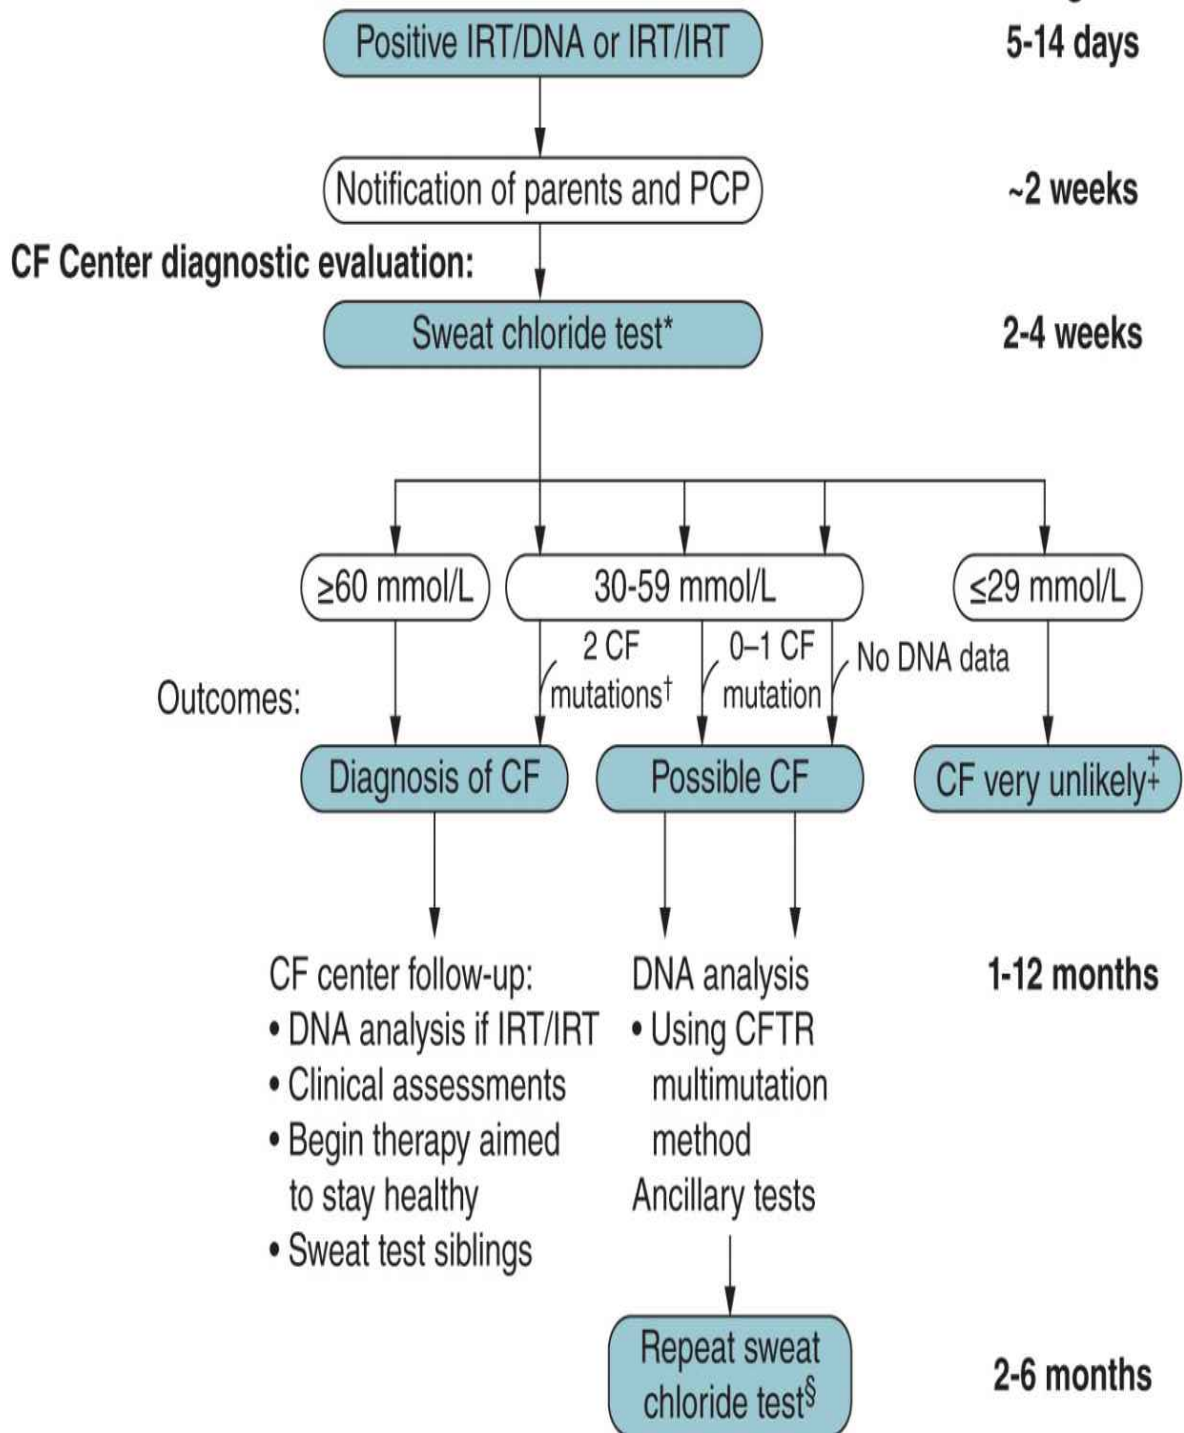 Positive IRT/DNA or IRT/IRT
5-14 days
Notification of parents and PCP
~2 weeks
CF Center diagnostic evaluation:
Sweat chloride test*
2-4 weeks
≥60 mmol/L
30-59 mmol/L
≤29 mmol/L
2 CF
mutations†
0–1 CF
mutation
No DNA data
Outcomes:
Diagnosis of CF
Possible CF
CF very unlikely‡
CF center follow-up:
• DNA analysis if IRT/IRT
• Clinical assessments
• Begin therapy aimed
to stay healthy
• Sweat test siblings
DNA analysis
• Using CFTR
multimutation
method
Ancillary tests
1-12 months
Repeat sweat
chloride test§
2-6 months